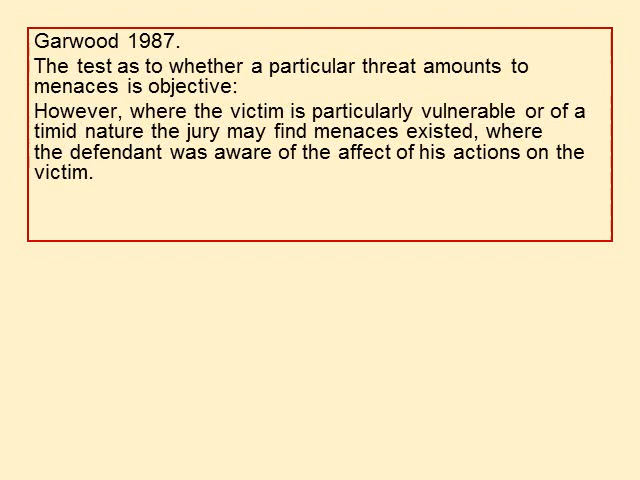 Garwood 1987.
The test as to whether a particular threat amounts to
menaces is objective:
However, where the victim is particularly vulnerable or of a
timid nature the jury may find menaces existed, where
the defendant was aware of the affect of his actions on the
victim.